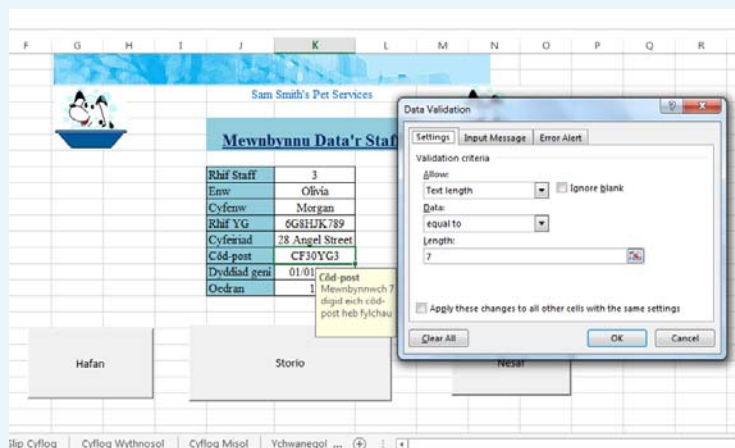 F G H I J K L M N O P Q R
Sam Smith's Pet Services
Mewnbynnu Data'r Staff
Rhif Staff 3
Enw Olivia
Cyfenw Morgan
Rhif YG 6G8HJK789
Cyfeiriad 28 Angel Street
Côd-post CF30YG3
Dyddiad geni 01/01
Oedran 1
Côd-post
Mewnbynnwch 7
digid eich côd-
post heb fylchau
Hafan
Storio
Nesaf
Data Validation
Settings Input Message Error Alert
Validation criteria
Allow:
Text length Ignore blank
Data:
equal to
Length:
7
Apply these changes to all other cells with the same settings
Clear All OK Cancel
Slip Cyflog Cyflog Wythnosol Cyflog Misol Ychwanegol ...